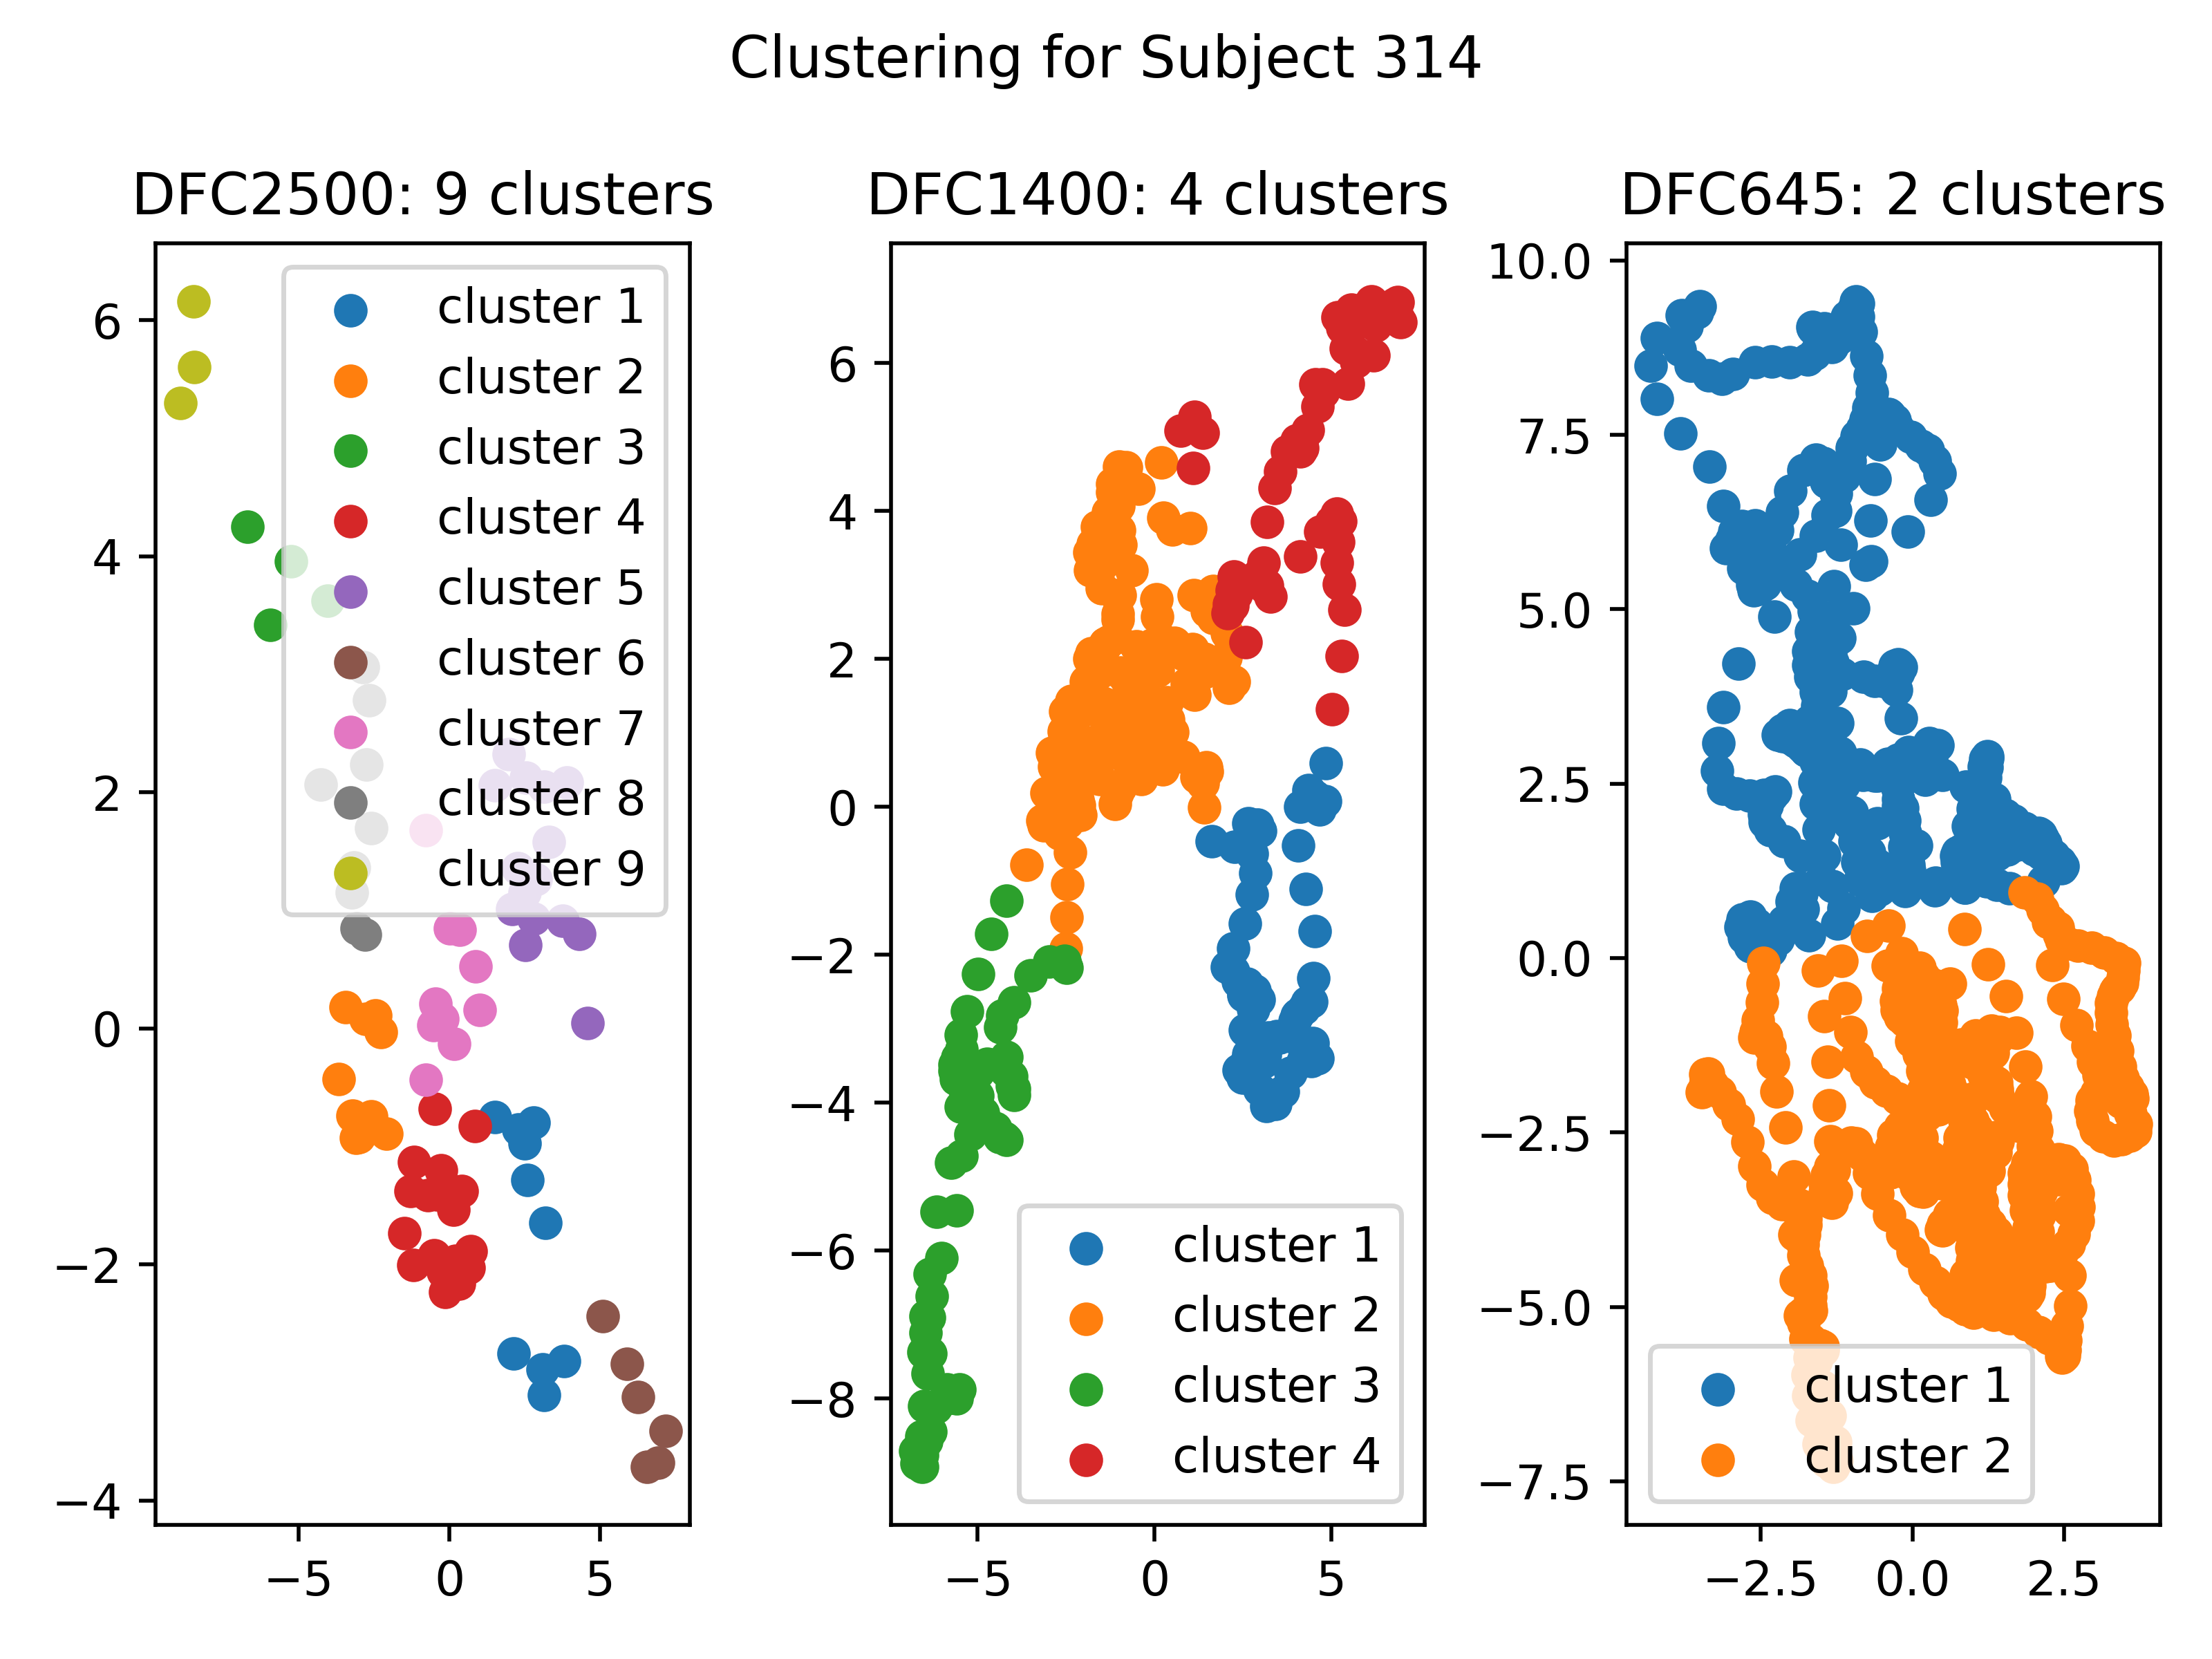 Clustering for Subject 314
DFC2500: 9 clusters
6
4
2
0
−2
−4
−5
0
5
cluster 1
cluster 2
cluster 3
cluster 4
cluster 5
cluster 6
cluster 7
cluster 8
cluster 9
DFC1400: 4 clusters
6
4
2
0
−2
−4
−6
−8
−5
0
5
cluster 1
cluster 2
cluster 3
cluster 4
DFC645: 2 clusters
10.0
7.5
5.0
2.5
0.0
−2.5
−5.0
−7.5
−2.5
0.0
2.5
cluster 1
cluster 2